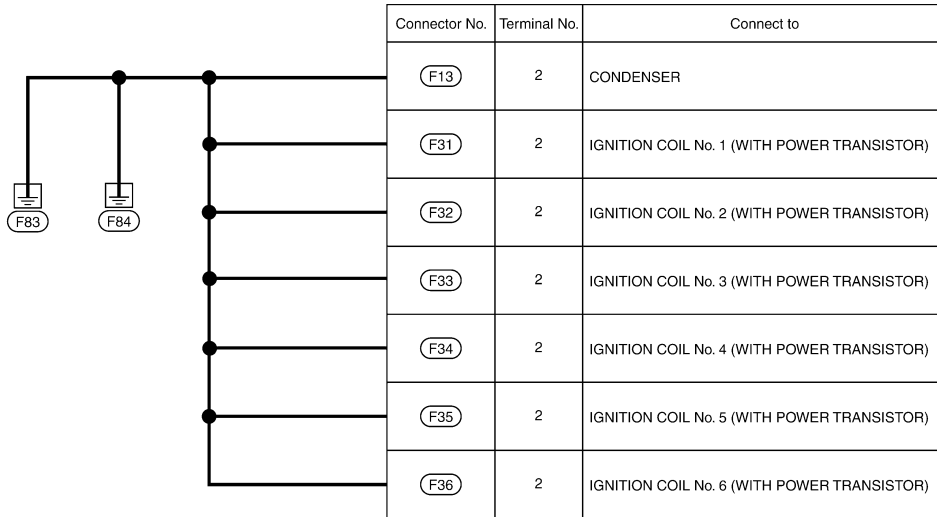 Connector No. Terminal No. Connect to
F13 2 CONDENSER
F31 2 IGNITION COIL No. 1 (WITH POWER TRANSISTOR)
F83 F84 F32 2 IGNITION COIL No. 2 (WITH POWER TRANSISTOR)
F33 2 IGNITION COIL No. 3 (WITH POWER TRANSISTOR)
F34 2 IGNITION COIL No. 4 (WITH POWER TRANSISTOR)
F35 2 IGNITION COIL No. 5 (WITH POWER TRANSISTOR)
F36 2 IGNITION COIL No. 6 (WITH POWER TRANSISTOR)